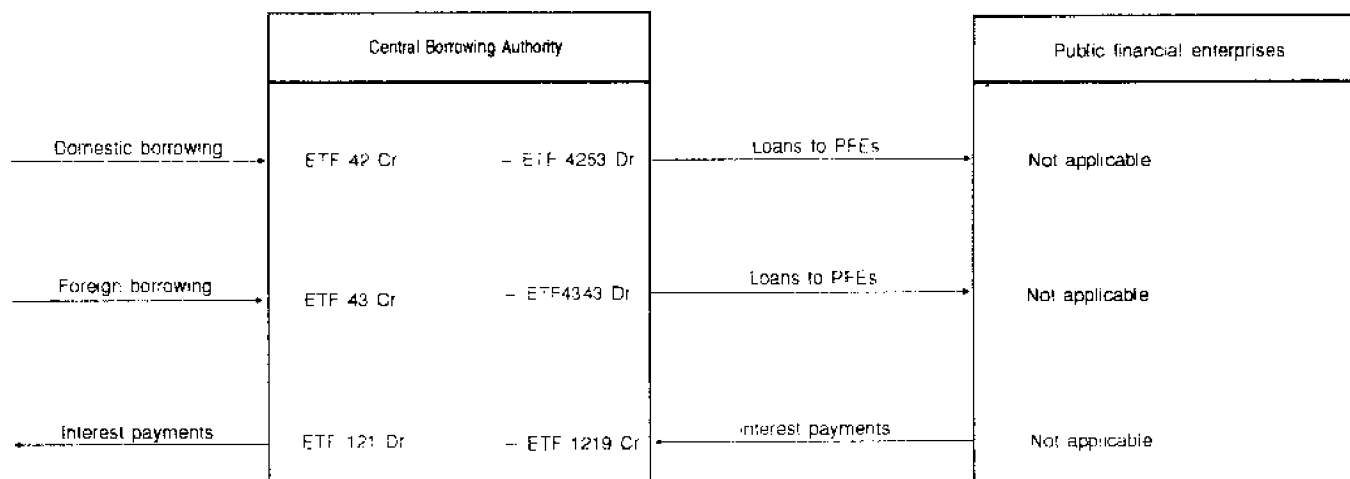 Central Borrowing Authority
Public financial enterprises
Domestic borrowing
ETF 42 Cr
– ETF 4253 Dr
Loans to PFEs
Not applicable
Foreign borrowing
ETF 43 Cr
– ETF4343 Dr
Loans to PFEs
Not applicable
Interest payments
ETF 121 Dr
– ETF 1219 Cr
Interest payments
Not applicable